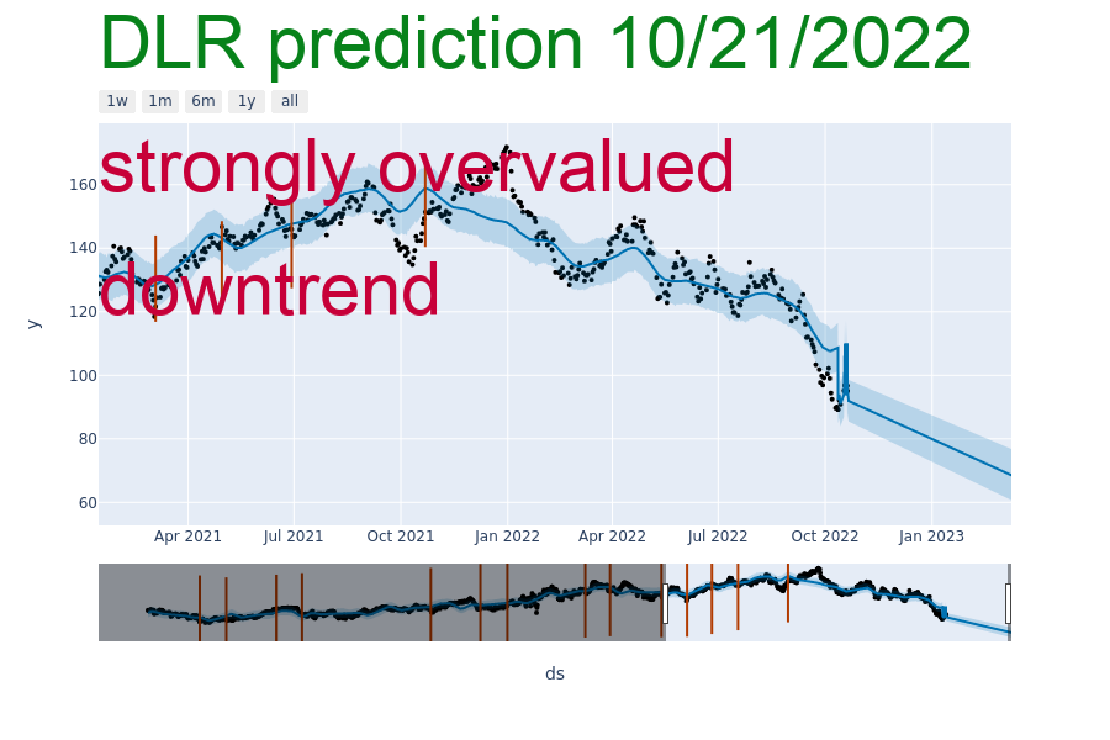 DLR prediction 10/21/2022
1w 1m 6m 1y all
strongly overvalued
160
140
downtrend
120
100
80
60
y
Apr 2021 Jul 2021 Oct 2021 Jan 2022 Apr 2022 Jul 2022 Oct 2022 Jan 2023
ds